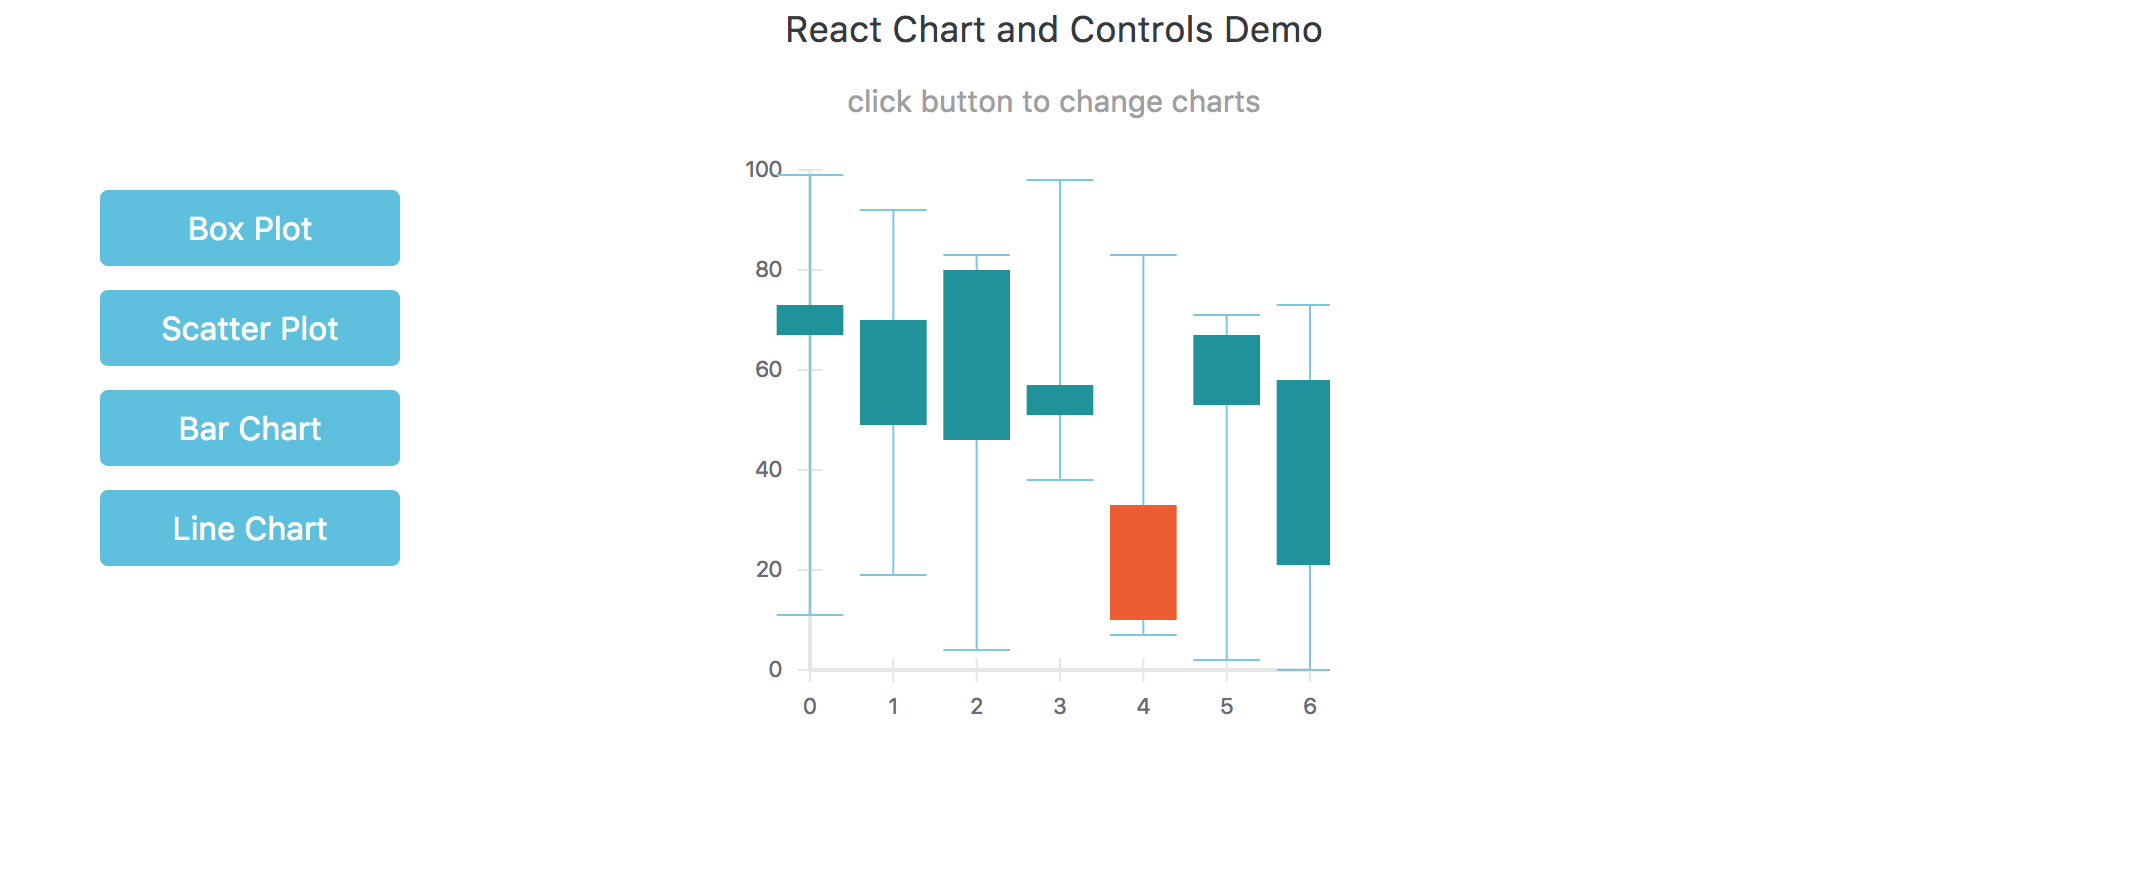 React Chart and Controls Demo
click button to change charts
Box Plot
Scatter Plot
Bar Chart
Line Chart
100
80
60
40
20
0
0 1 2 3 4 5 6